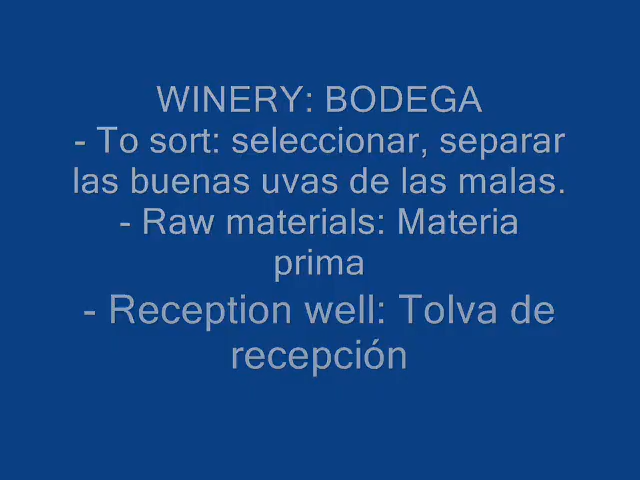 WINERY: BODEGA
- To sort: seleccionar, separar
las buenas uvas de las malas.
- Raw materials: Materia
prima
- Reception well: Tolva de
recepción